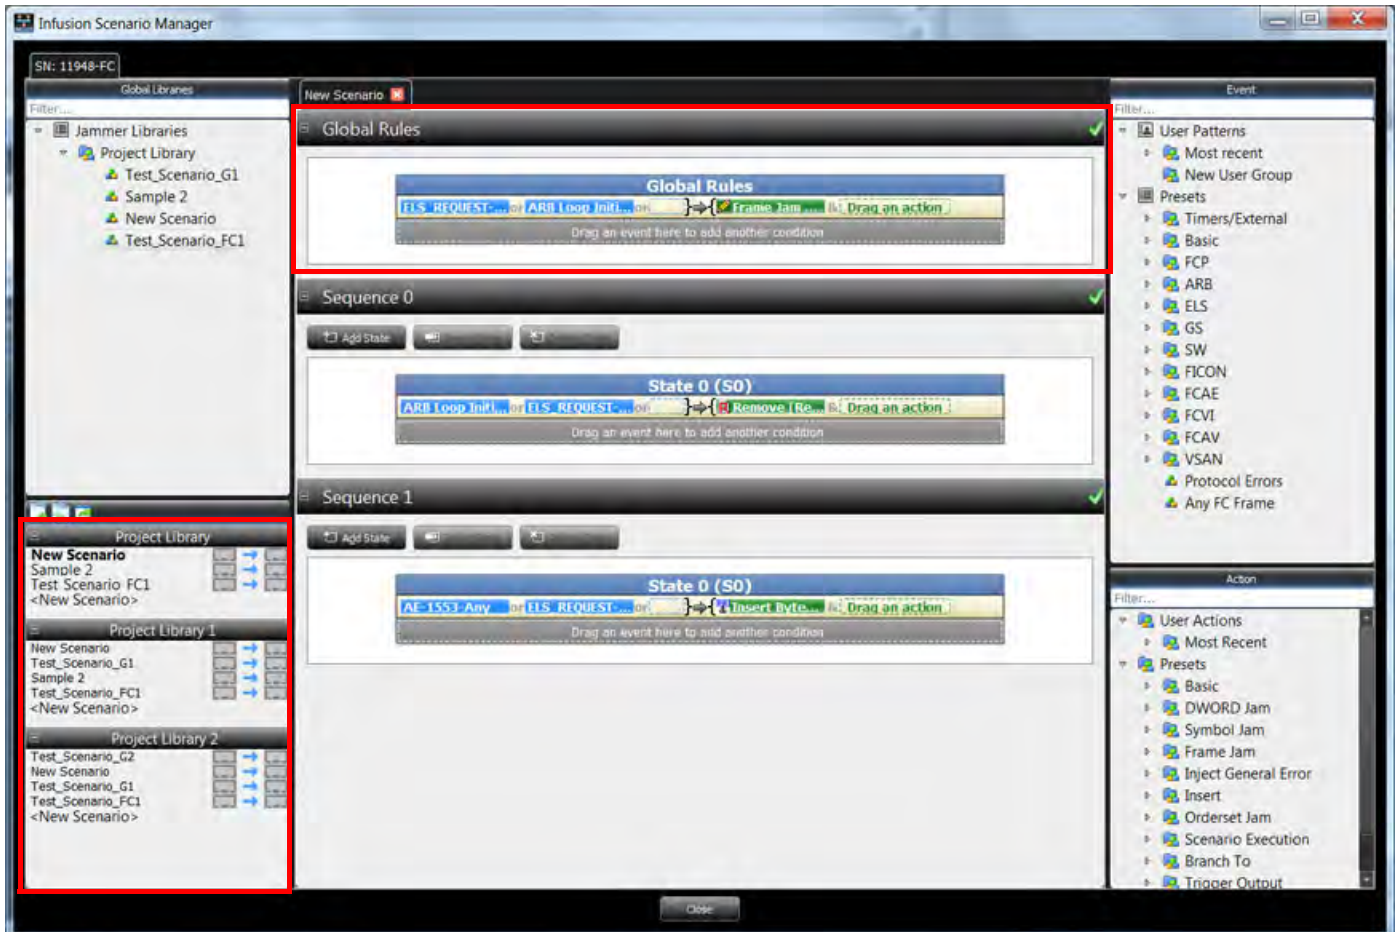 Infusion Scenario Manager
SN: 11948-FC
Global Libraries
Filter...
Jammer Libraries
Project Library
Test_Scenario_G1
Sample 2
New Scenario
Test_Scenario_FC1
Project Library
New Scenario
Sample 2
Test Scenario FC1
<New Scenario>
Project Library 1
New Scenario
Test_Scenario_G1
Sample 2
Test_Scenario_FC1
<New Scenario>
Project Library 2
Test_Scenario_G2
New Scenario
Test_Scenario_G1
Test_Scenario_FC1
<New Scenario>
New Scenario
Global Rules
Global Rules
ELS_REQUEST-... or ARB Loop Initi... or } { Frame Jam ... & Drag an action
Drag an event here to add another condition
Sequence 0
Add State
State 0 (S0)
ARB Loop Initi... or ELS_REQUEST-... or } { Remove [Re... & Drag an action
Drag an event here to add another condition
Sequence 1
Add State
State 0 (S0)
AE-1553-Any ... or ELS_REQUEST-... or } { Insert Byte... & Drag an action
Drag an event here to add another condition
Event
Filter...
User Patterns
Most recent
New User Group
Presets
Timers/External
Basic
FCP
ARB
ELS
GS
SW
FICON
FCAE
FCVI
FCAV
VSAN
Protocol Errors
Any FC Frame
Action
Filter...
User Actions
Most Recent
Presets
Basic
DWORD Jam
Symbol Jam
Frame Jam
Inject General Error
Insert
Orderset Jam
Scenario Execution
Branch To
Trigger Output
Close